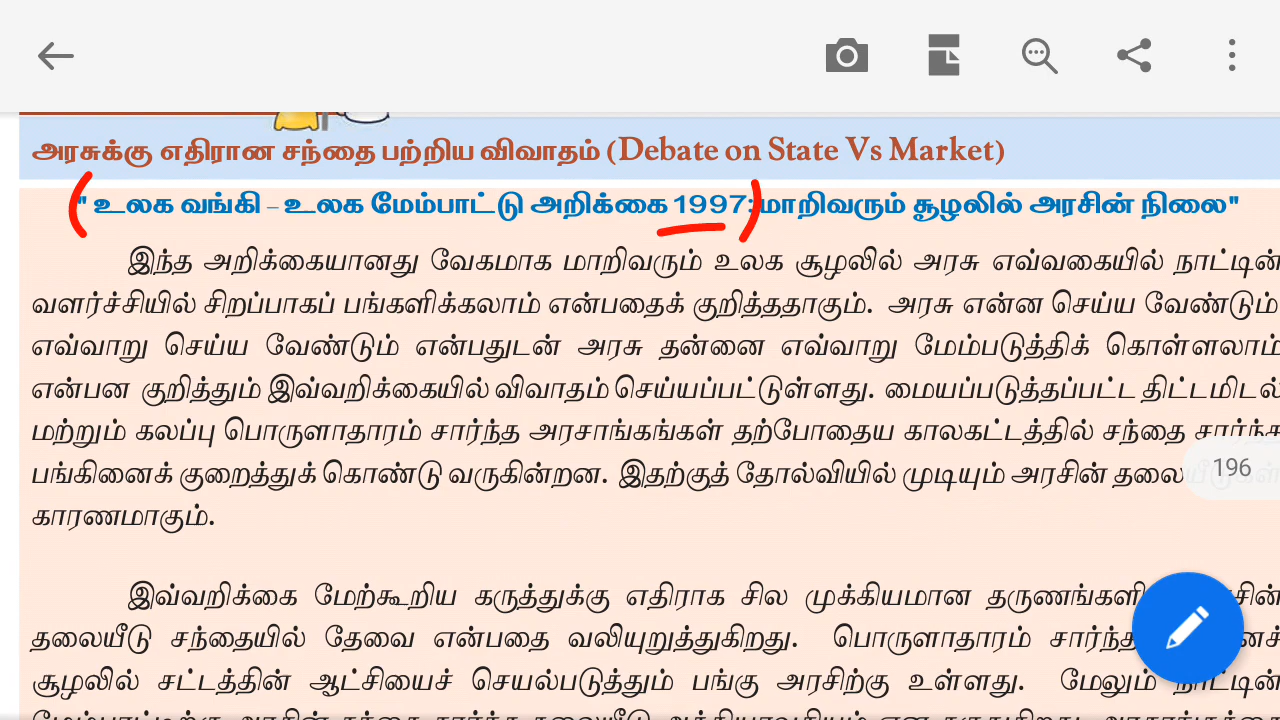 அரசுக்கு எதிரான சந்தை பற்றிய விவாதம் (Debate on State Vs Market)
" உலக வங்கி – உலக மேம்பாட்டு அறிக்கை 1997: மாறிவரும் சூழலில் அரசின் நிலை"
இந்த அறிக்கையானது வேகமாக மாறிவரும் உலக சூழலில் அரசு எவ்வகையில் நாட்டின்
வளர்ச்சியில் சிறப்பாகப் பங்களிக்கலாம் என்பதைக் குறித்ததாகும். அரசு என்ன செய்ய வேண்டும்
எவ்வாறு செய்ய வேண்டும் என்பதுடன் அரசு தன்னை எவ்வாறு மேம்படுத்திக் கொள்ளலாம்
என்பன குறித்தும் இவ்வறிக்கையில் விவாதம் செய்யப்பட்டுள்ளது. மையப்படுத்தப்பட்ட திட்டமிடல்
மற்றும் கலப்பு பொருளாதாரம் சார்ந்த அரசாங்கங்கள் தற்போதைய காலகட்டத்தில் சந்தை சார்ந்த
பங்கினைக் குறைத்துக் கொண்டு வருகின்றன. இதற்குத் தோல்வியில் முடியும் அரசின் தலையீடுகள்
196
காரணமாகும்.
இவ்வறிக்கை மேற்கூறிய கருத்துக்கு எதிராக சில முக்கியமான
தலையீடு சந்தையில் தேவை என்பதை வலியுறுத்துகிறது. பொருளாதாரம்
சூழலில் சட்டத்தின் ஆட்சியைச் செயல்படுத்தும் பங்கு அரசிற்கு உள்ளது. மேலும் நாட்டின்